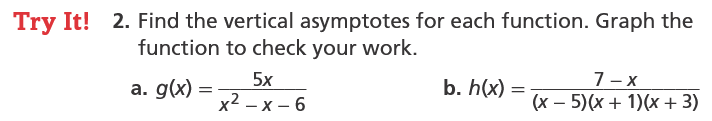 Try It! 2. Find the vertical asymptotes for each function. Graph the
function to check your work.
a. g(x) = 5x / (x² – x – 6) b. h(x) = (7 – x) / ((x – 5)(x + 1)(x + 3))